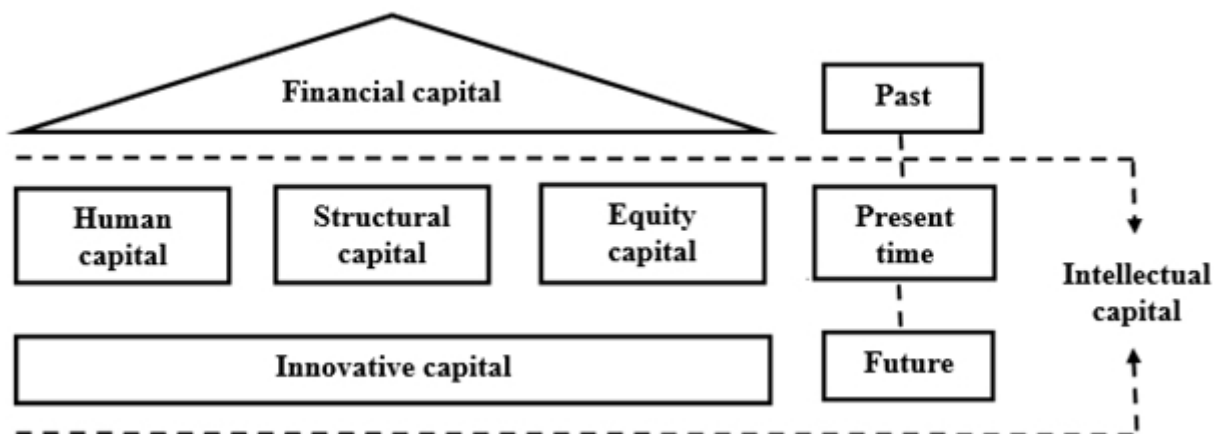 Financial capital
Past
Human
capital
Structural
capital
Equity
capital
Present
time
Intellectual
capital
Innovative capital
Future